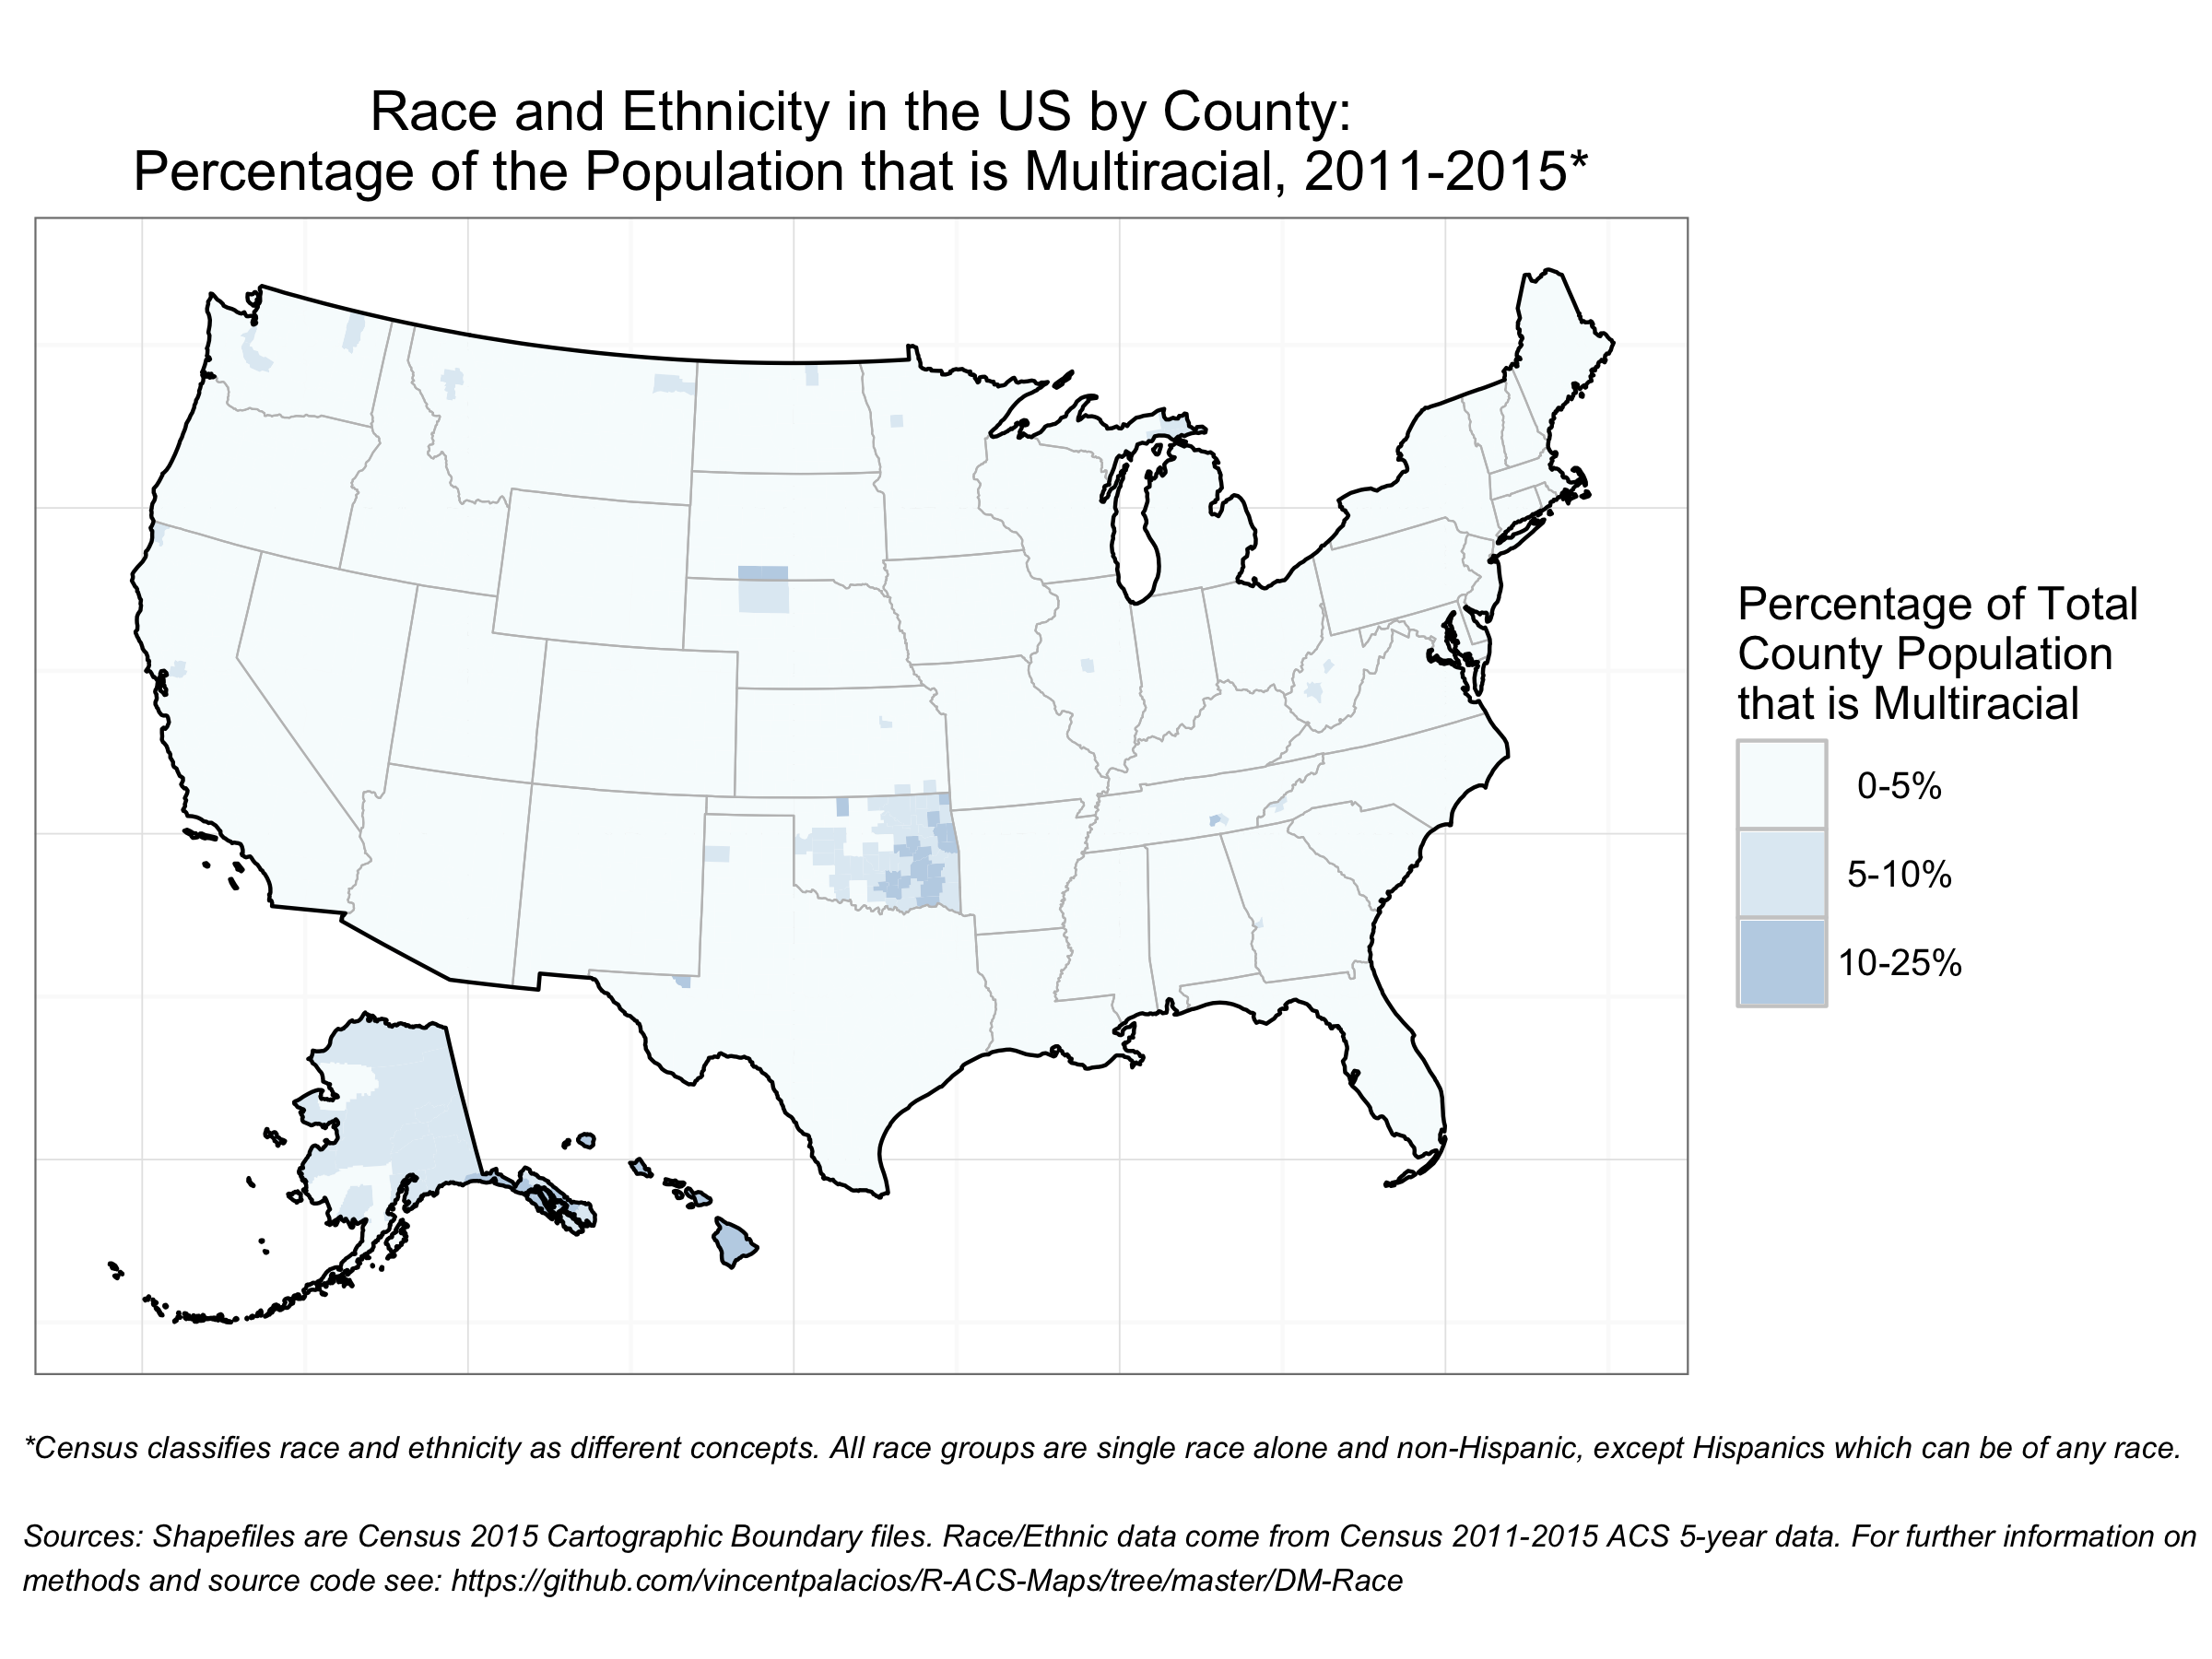 Race and Ethnicity in the US by County:
Percentage of the Population that is Multiracial, 2011-2015*
Percentage of Total
County Population
that is Multiracial
0-5%
5-10%
10-25%
*Census classifies race and ethnicity as different concepts. All race groups are single race alone and non-Hispanic, except Hispanics which can be of any race.
Sources: Shapefiles are Census 2015 Cartographic Boundary files. Race/Ethnic data come from Census 2011-2015 ACS 5-year data. For further information on
methods and source code see: https://github.com/vincentpalacios/R-ACS-Maps/tree/master/DM-Race